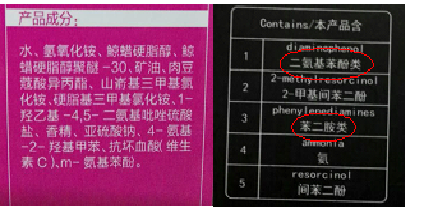 产品成分:
水、氢氧化铵、鲸蜡硬脂醇、鲸
蜡硬脂醇聚醚-30、矿油、肉豆
蔻酸异丙酯、山嵛基三甲基氯
化铵、硬脂基三甲基氯化铵、1-
羟乙基-4,5-二氨基吡唑硫酸
盐、香精、亚硫酸钠、4-氨基
-2-羟基甲苯、抗坏血酸(维生
素C)、m-氨基苯酚。
Contains/本产品含
1
diaminophenol
二氨基苯酚类
2
2-methylresorcinol
2-甲基间苯二酚
3
phenylenediamines
苯二胺类
4
ammonia
氨
5
resorcinol
间苯二酚